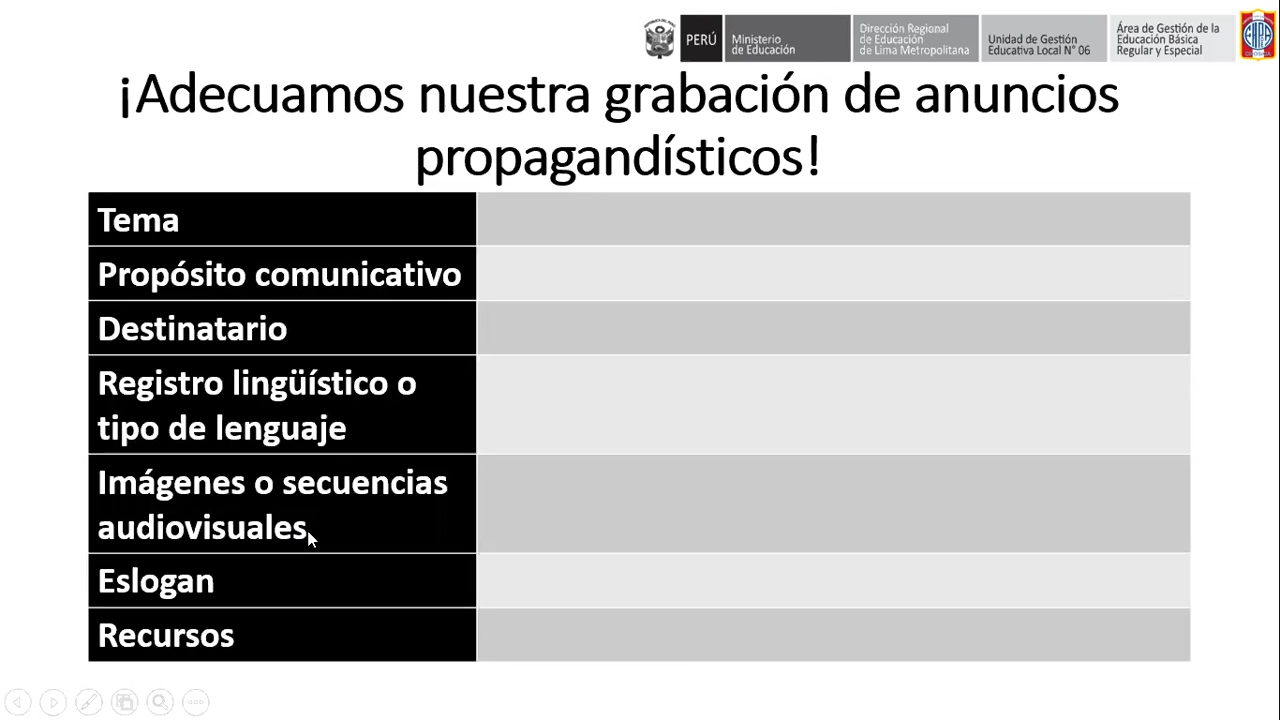 PERÚ
Ministerio
de Educación
Dirección Regional
de Educación
de Lima Metropolitana
Unidad de Gestión
Educativa Local N° 06
Área de Gestión de la
Educación Básica
Regular y Especial
¡Adecuamos nuestra grabación de anuncios
propagandísticos!
Tema
Propósito comunicativo
Destinatario
Registro lingüístico o
tipo de lenguaje
Imágenes o secuencias
audiovisuales
Eslogan
Recursos